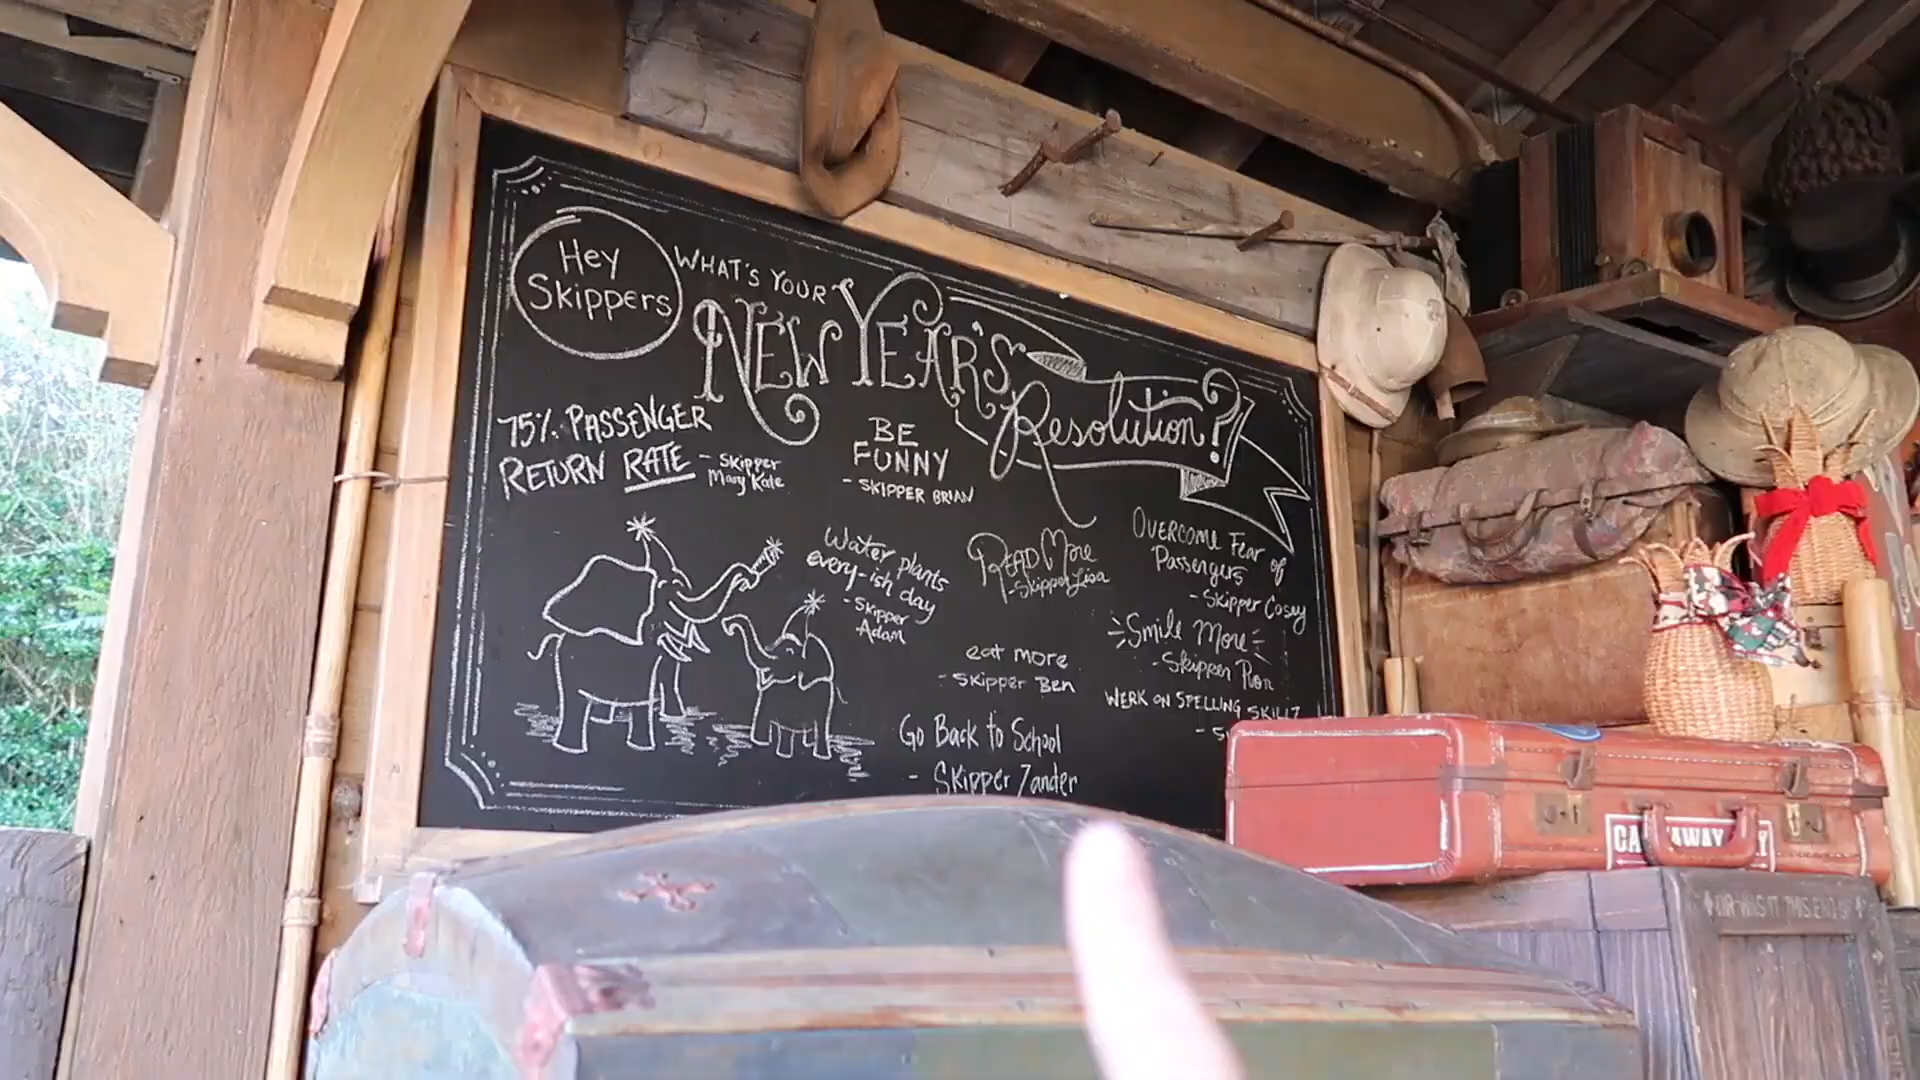 Hey
Skippers
WHAT'S YOUR
NEW YEAR'S
Resolution?
75% PASSENGER
RETURN RATE - Skipper
Mary Kate
BE
FUNNY
- SKIPPER BRIAN
Water plants
every-ish day
- Skipper
Adam
READ More
- Skipper Lisa
OVERCOME Fear of
Passengers
- Skipper Casey
Smile More
- Skipper Ron
eat more
- Skipper Ben
WERK ON SPELLING SKILLZ
Go Back to School
- Skipper Zander